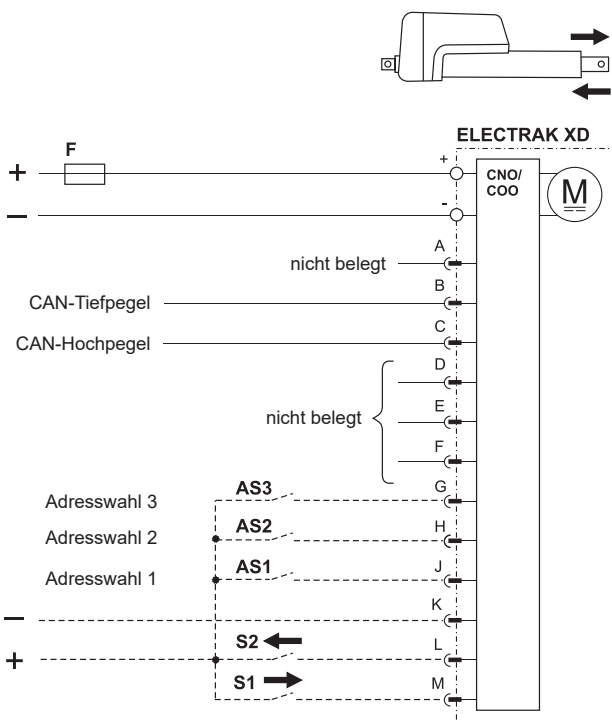 ELECTRAK XD
F
+
+
CNO/
COO
M
–
-
A
nicht belegt
B
CAN-Tiefpegel
C
CAN-Hochpegel
D
E
nicht belegt
F
G
AS3
Adresswahl 3
H
AS2
Adresswahl 2
J
AS1
Adresswahl 1
K
–
L
S2
+
M
S1